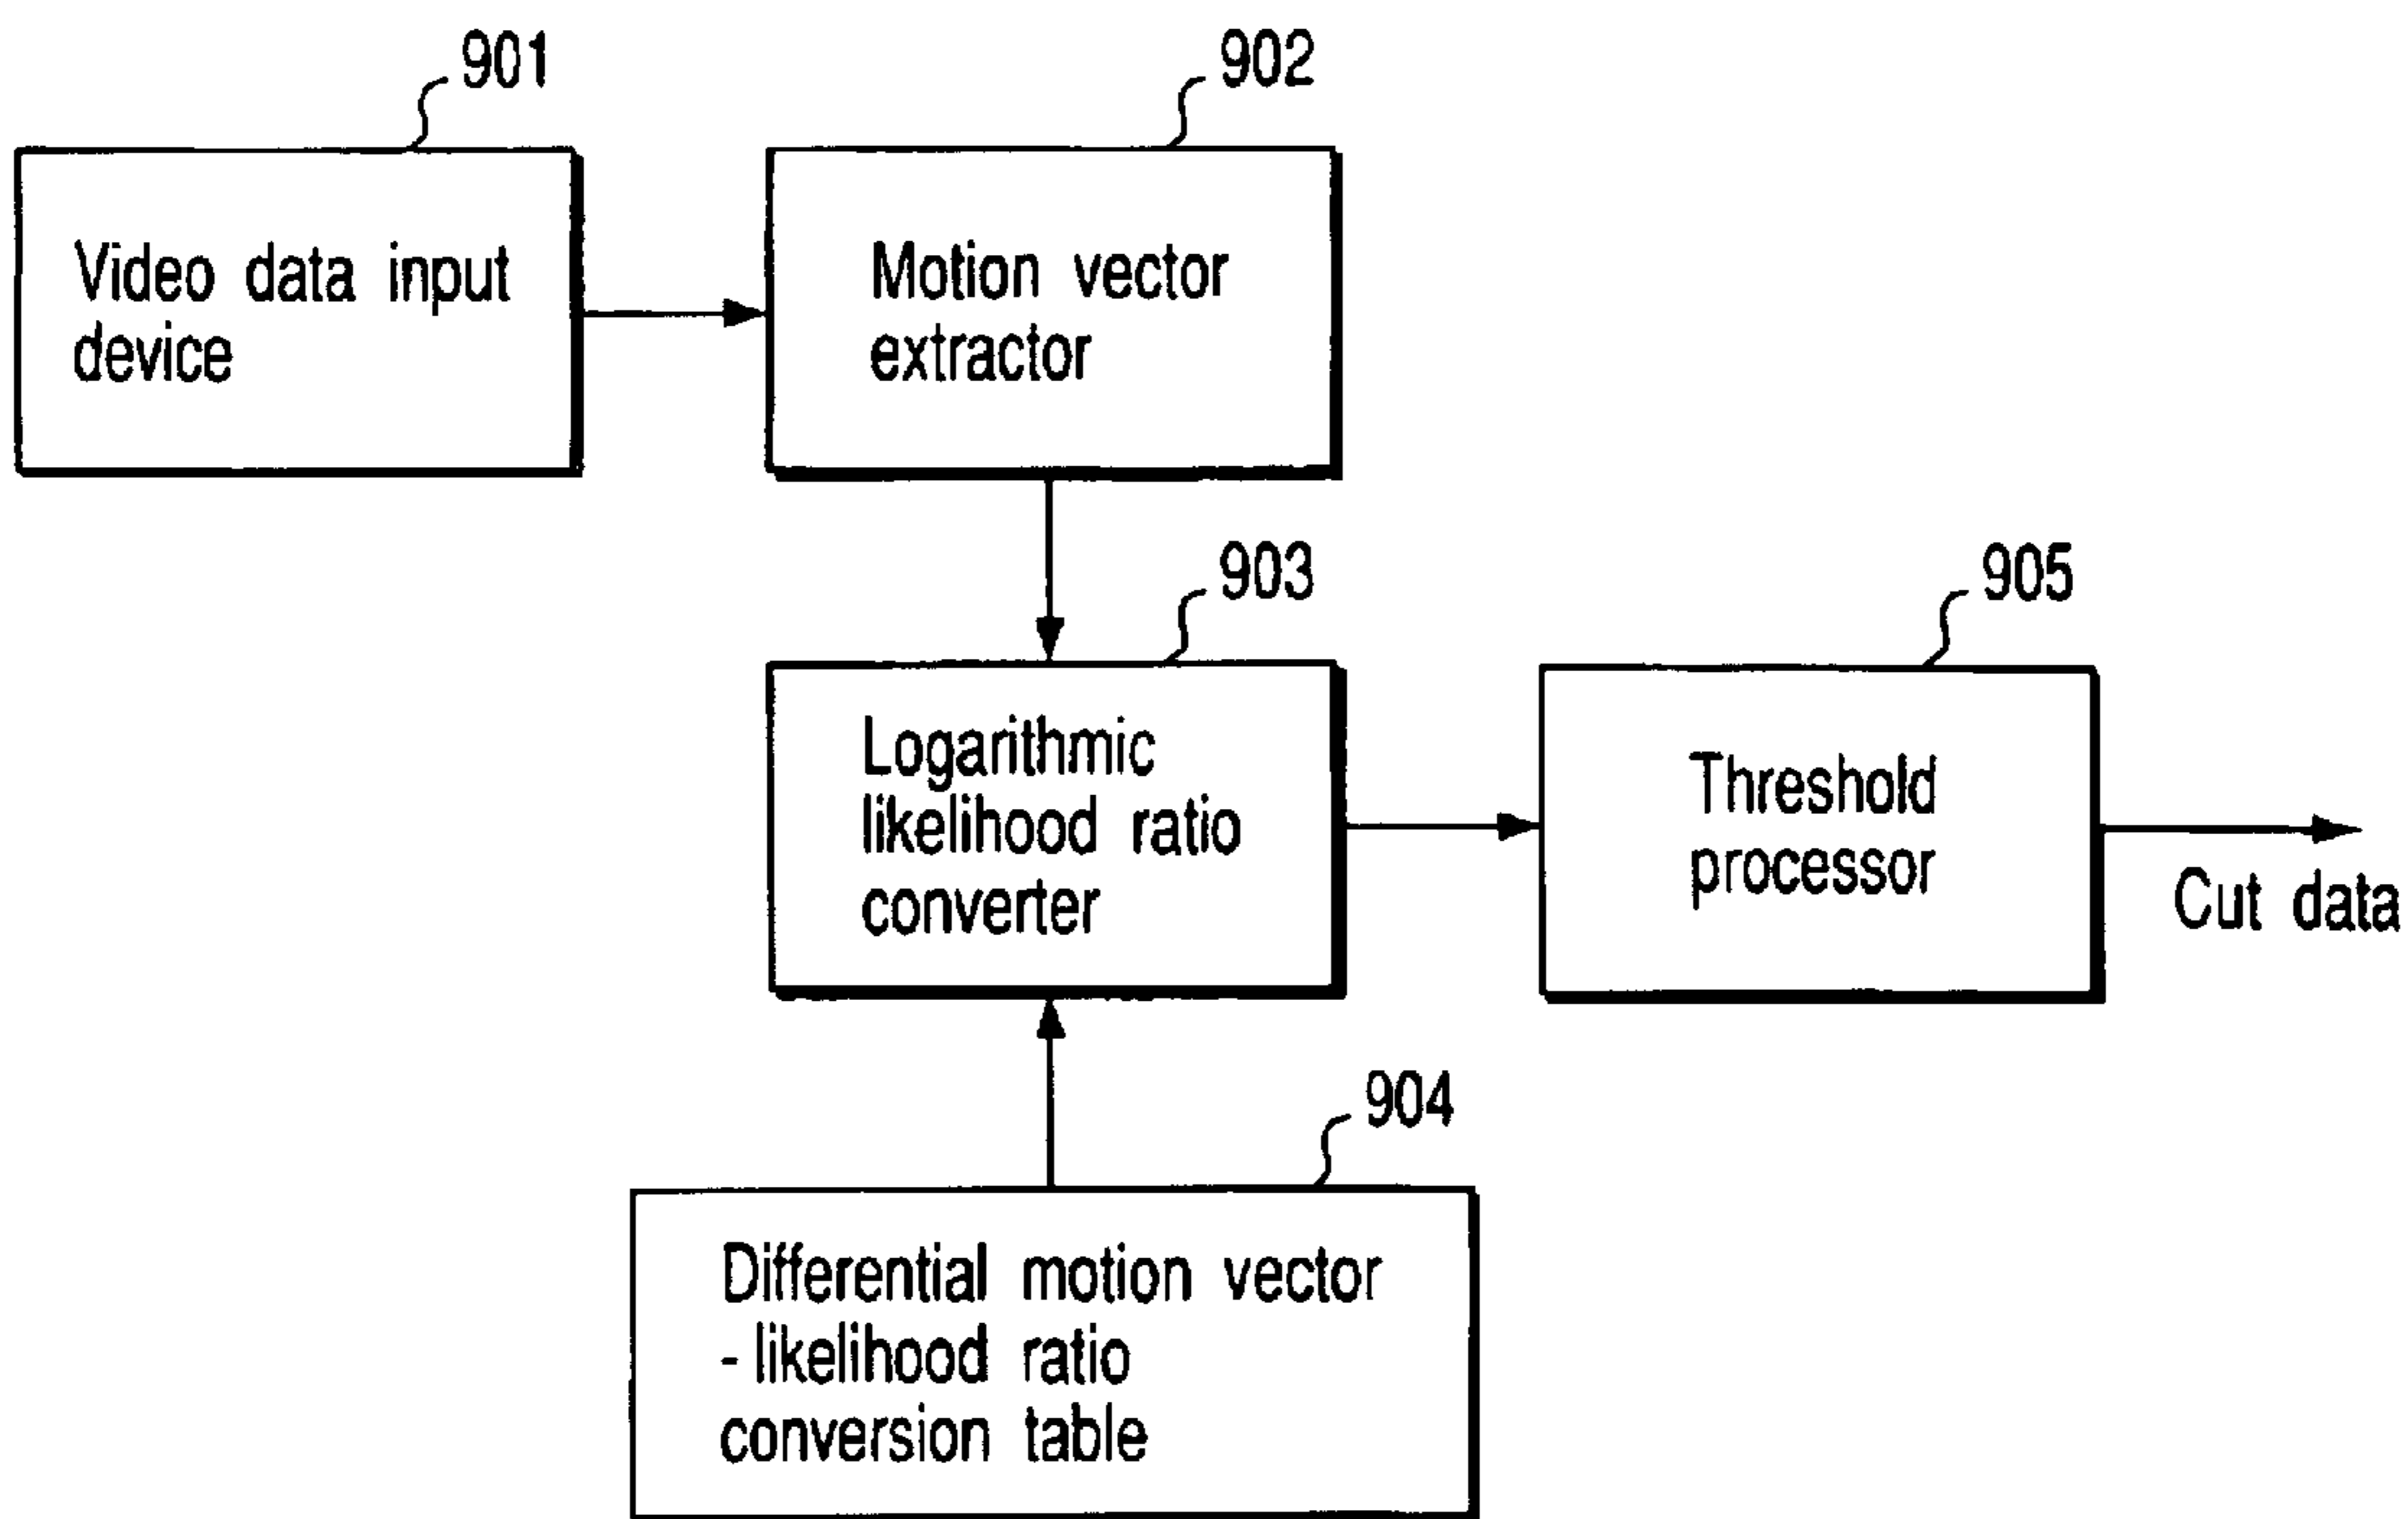 901
902
Video data input
device
Motion vector
extractor
903
905
Logarithmic
likelihood ratio
converter
Threshold
processor
Cut data
904
Differential motion vector
- likelihood ratio
conversion table